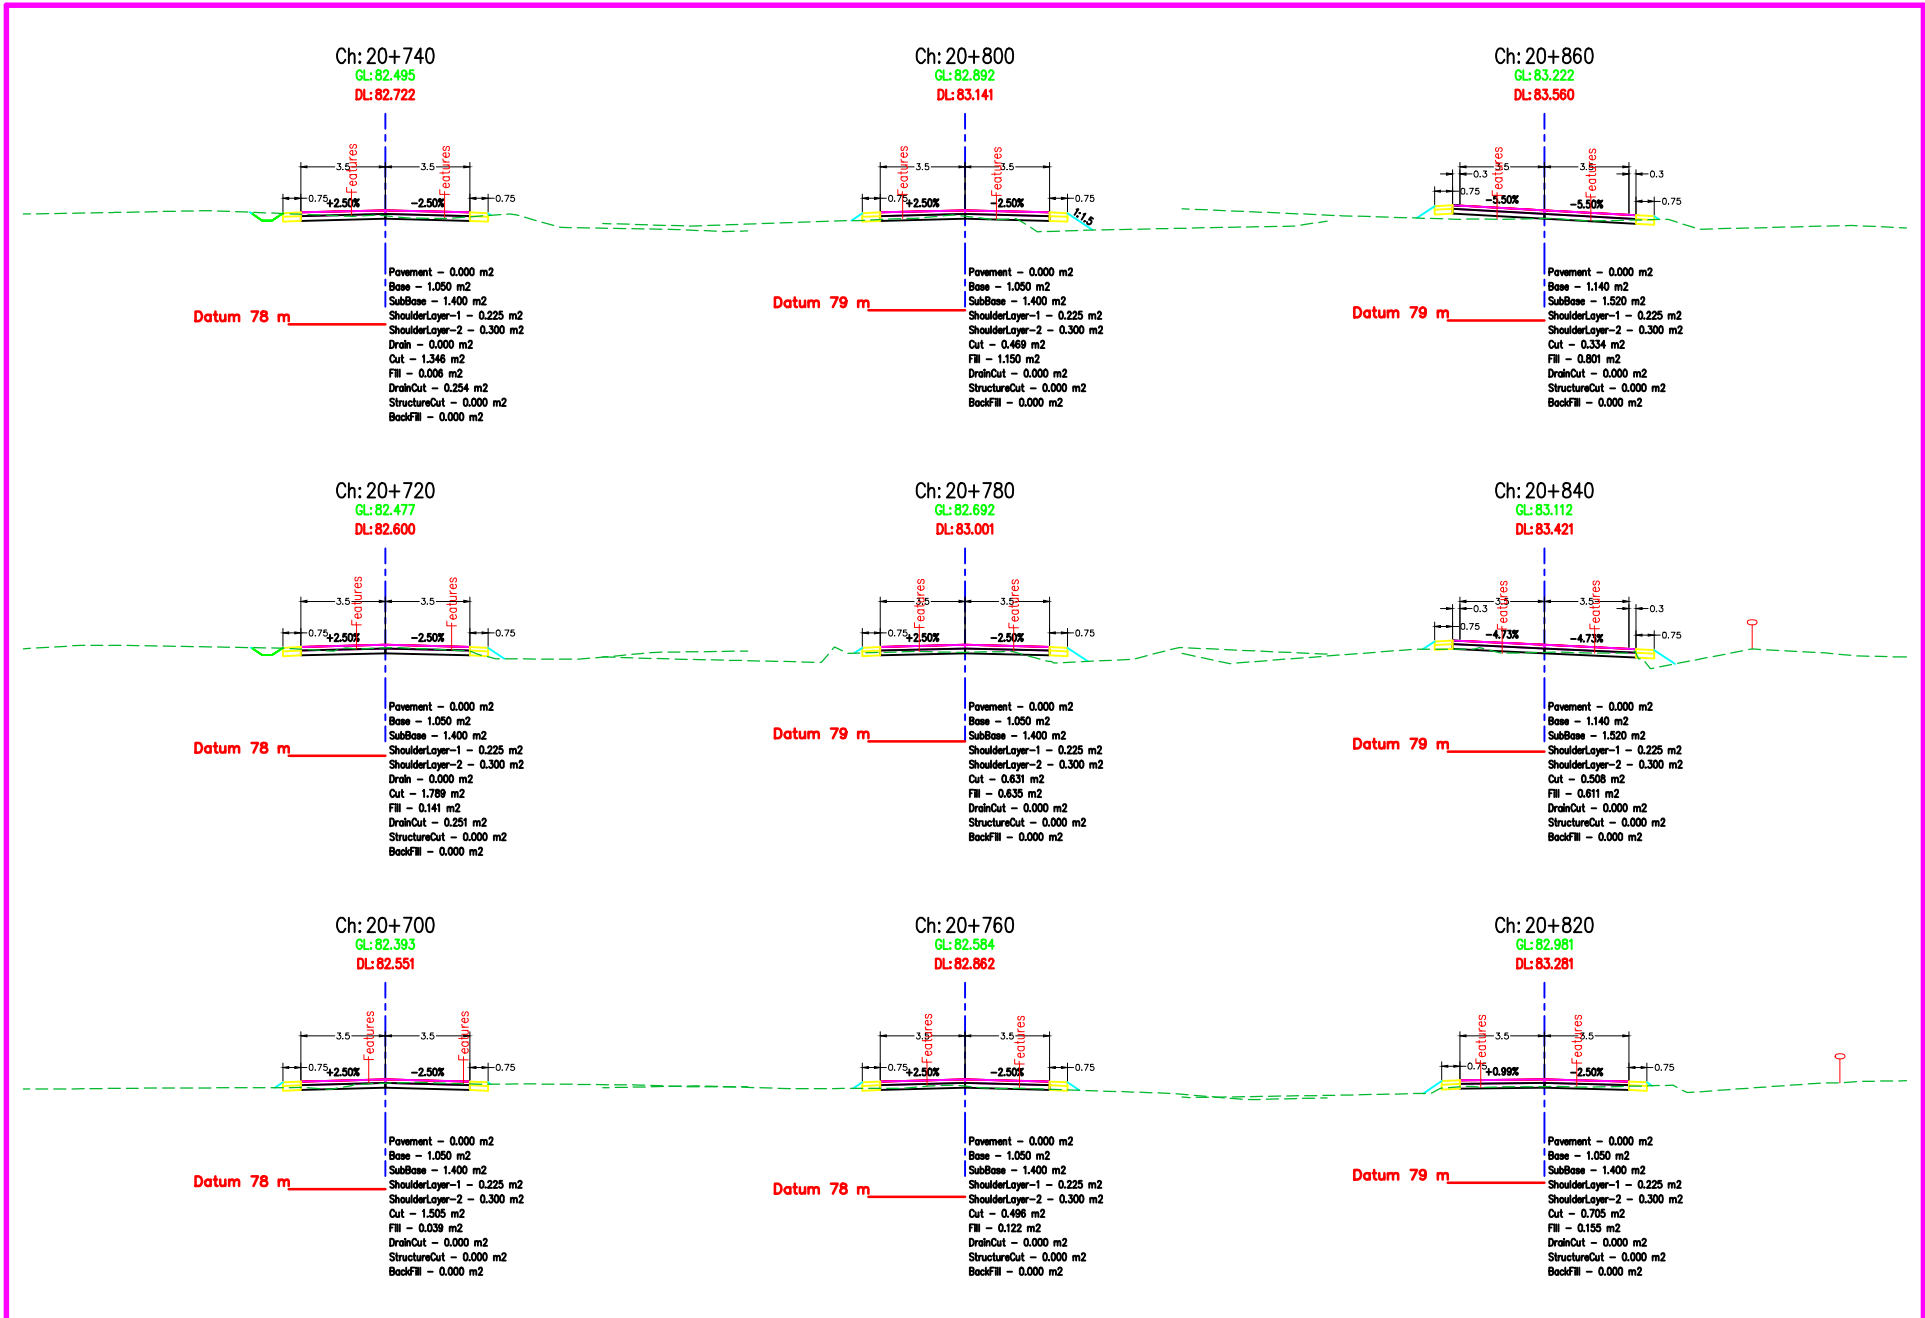 Ch: 20+740
GL: 82.495
DL: 82.722
3.5
3.5
Features
Features
0.75
0.75
+2.50%
-2.50%
Datum 78 m
Pavement - 0.000 m2
Base - 1.050 m2
SubBase - 1.400 m2
ShoulderLayer-1 - 0.225 m2
ShoulderLayer-2 - 0.300 m2
Drain - 0.000 m2
Cut - 1.346 m2
Fill - 0.006 m2
DrainCut - 0.254 m2
StructureCut - 0.000 m2
BackFill - 0.000 m2
Ch: 20+800
GL: 82.892
DL: 83.141
3.5
3.5
Features
Features
0.75
0.75
+2.50%
-2.50%
1:1.5
Datum 79 m
Pavement - 0.000 m2
Base - 1.050 m2
SubBase - 1.400 m2
ShoulderLayer-1 - 0.225 m2
ShoulderLayer-2 - 0.300 m2
Cut - 0.469 m2
Fill - 1.150 m2
DrainCut - 0.000 m2
StructureCut - 0.000 m2
BackFill - 0.000 m2
Ch: 20+860
GL: 83.222
DL: 83.560
3.5
3.5
Features
Features
0.3
0.3
0.75
0.75
-5.50%
-5.50%
Datum 79 m
Pavement - 0.000 m2
Base - 1.140 m2
SubBase - 1.520 m2
ShoulderLayer-1 - 0.225 m2
ShoulderLayer-2 - 0.300 m2
Cut - 0.334 m2
Fill - 0.801 m2
DrainCut - 0.000 m2
StructureCut - 0.000 m2
BackFill - 0.000 m2
Ch: 20+720
GL: 82.477
DL: 82.600
3.5
3.5
Features
Features
0.75
0.75
+2.50%
-2.50%
Datum 78 m
Pavement - 0.000 m2
Base - 1.050 m2
SubBase - 1.400 m2
ShoulderLayer-1 - 0.225 m2
ShoulderLayer-2 - 0.300 m2
Drain - 0.000 m2
Cut - 1.789 m2
Fill - 0.141 m2
DrainCut - 0.251 m2
StructureCut - 0.000 m2
BackFill - 0.000 m2
Ch: 20+780
GL: 82.692
DL: 83.001
3.5
3.5
Features
Features
0.75
0.75
+2.50%
-2.50%
Datum 79 m
Pavement - 0.000 m2
Base - 1.050 m2
SubBase - 1.400 m2
ShoulderLayer-1 - 0.225 m2
ShoulderLayer-2 - 0.300 m2
Cut - 0.631 m2
Fill - 0.635 m2
DrainCut - 0.000 m2
StructureCut - 0.000 m2
BackFill - 0.000 m2
Ch: 20+840
GL: 83.112
DL: 83.421
3.5
3.5
Features
Features
0.3
0.3
0.75
0.75
-4.73%
-4.73%
Datum 79 m
Pavement - 0.000 m2
Base - 1.140 m2
SubBase - 1.520 m2
ShoulderLayer-1 - 0.225 m2
ShoulderLayer-2 - 0.300 m2
Cut - 0.508 m2
Fill - 0.611 m2
DrainCut - 0.000 m2
StructureCut - 0.000 m2
BackFill - 0.000 m2
Ch: 20+700
GL: 82.393
DL: 82.551
3.5
3.5
Features
Features
0.75
0.75
+2.50%
-2.50%
Datum 78 m
Pavement - 0.000 m2
Base - 1.050 m2
SubBase - 1.400 m2
ShoulderLayer-1 - 0.225 m2
ShoulderLayer-2 - 0.300 m2
Cut - 1.505 m2
Fill - 0.039 m2
DrainCut - 0.000 m2
StructureCut - 0.000 m2
BackFill - 0.000 m2
Ch: 20+760
GL: 82.584
DL: 82.862
3.5
3.5
Features
Features
0.75
0.75
+2.50%
-2.50%
Datum 78 m
Pavement - 0.000 m2
Base - 1.050 m2
SubBase - 1.400 m2
ShoulderLayer-1 - 0.225 m2
ShoulderLayer-2 - 0.300 m2
Cut - 0.496 m2
Fill - 0.122 m2
DrainCut - 0.000 m2
StructureCut - 0.000 m2
BackFill - 0.000 m2
Ch: 20+820
GL: 82.981
DL: 83.281
3.5
3.5
Features
Features
0.75
0.75
+0.99%
-2.50%
Datum 79 m
Pavement - 0.000 m2
Base - 1.050 m2
SubBase - 1.400 m2
ShoulderLayer-1 - 0.225 m2
ShoulderLayer-2 - 0.300 m2
Cut - 0.705 m2
Fill - 0.155 m2
DrainCut - 0.000 m2
StructureCut - 0.000 m2
BackFill - 0.000 m2